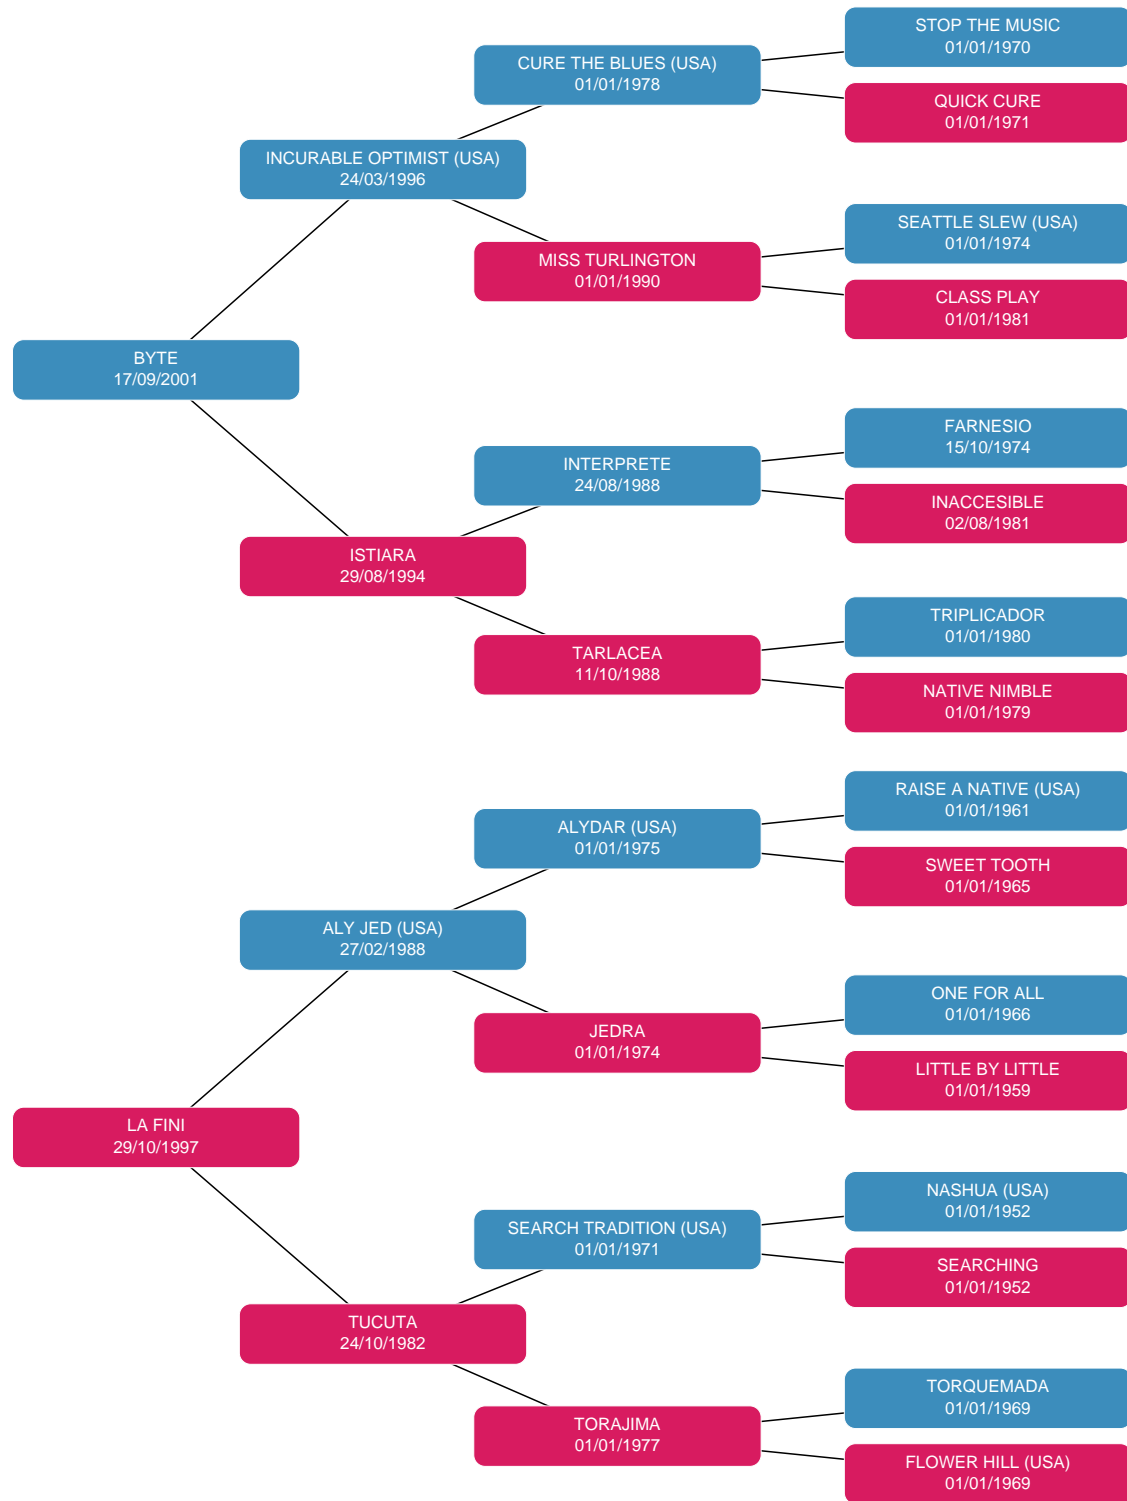 STOP THE MUSIC
01/01/1970
CURE THE BLUES (USA)
01/01/1978
QUICK CURE
01/01/1971
INCURABLE OPTIMIST (USA)
24/03/1996
SEATTLE SLEW (USA)
01/01/1974
MISS TURLINGTON
01/01/1990
CLASS PLAY
01/01/1981
BYTE
17/09/2001
FARNESIO
15/10/1974
INTERPRETE
24/08/1988
INACCESIBLE
02/08/1981
ISTIARA
29/08/1994
TRIPLICADOR
01/01/1980
TARLACEA
11/10/1988
NATIVE NIMBLE
01/01/1979
RAISE A NATIVE (USA)
01/01/1961
ALYDAR (USA)
01/01/1975
SWEET TOOTH
01/01/1965
ALY JED (USA)
27/02/1988
ONE FOR ALL
01/01/1966
JEDRA
01/01/1974
LITTLE BY LITTLE
01/01/1959
LA FINI
29/10/1997
NASHUA (USA)
01/01/1952
SEARCH TRADITION (USA)
01/01/1971
SEARCHING
01/01/1952
TUCUTA
24/10/1982
TORQUEMADA
01/01/1969
TORAJIMA
01/01/1977
FLOWER HILL (USA)
01/01/1969